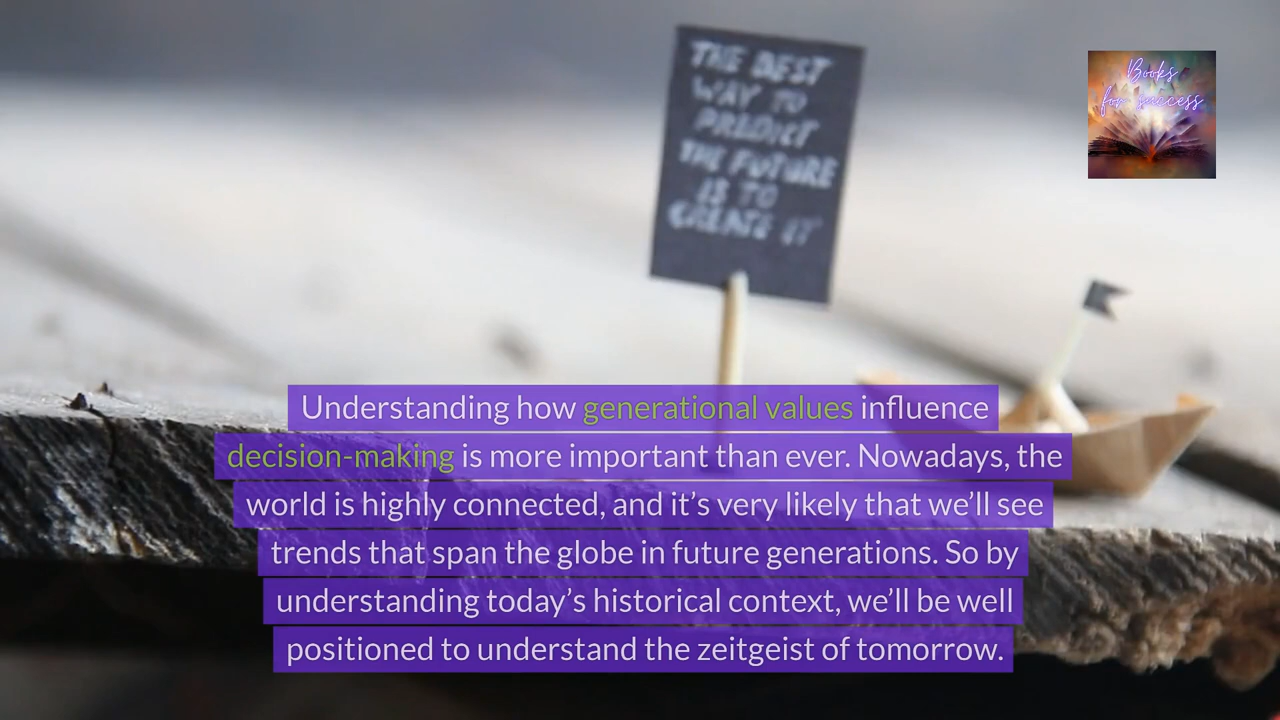 THE BEST
WAY TO
PREDICT
THE FUTURE
IS TO
CREATE IT
Books
for success
Understanding how generational values influence
decision-making is more important than ever. Nowadays, the
world is highly connected, and it’s very likely that we’ll see
trends that span the globe in future generations. So by
understanding today’s historical context, we’ll be well
positioned to understand the zeitgeist of tomorrow.